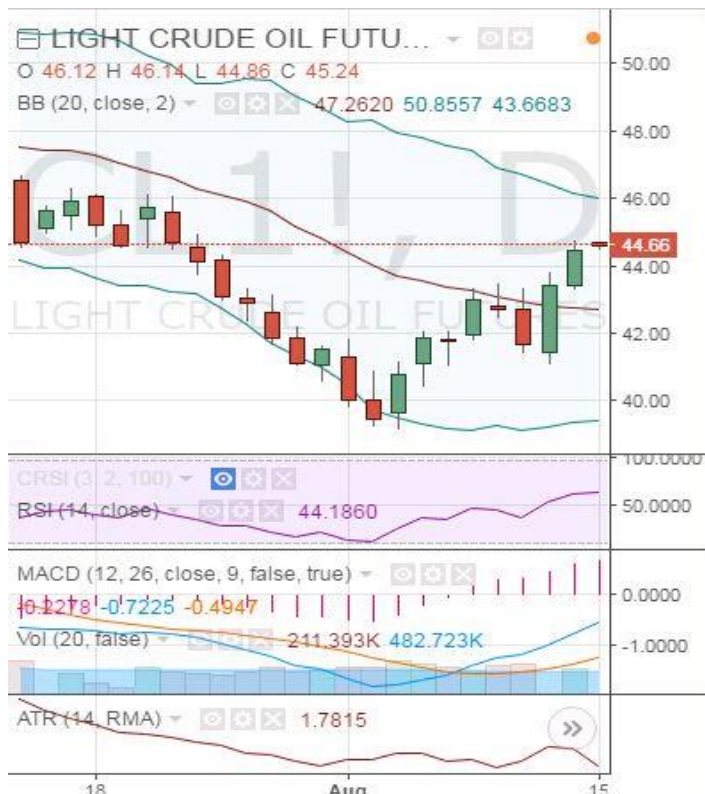 LIGHT CRUDE OIL FUTU...
O 46.12 H 46.14 L 44.86 C 45.24
BB (20, close, 2) 47.2620 50.8557 43.6683
50.00
48.00
46.00
44.66
44.00
42.00
40.00
CL1!, D
LIGHT CRUDE OIL FUTURES
CRSI (3, 2, 100)
100.0000
RSI (14, close) 44.1860
50.0000
MACD (12, 26, close, 9, false, true)
0.0000
-0.2278 -0.7225 -0.4947
Vol (20, false) 211.393K 482.723K
-1.0000
ATR (14, RMA) 1.7815
18 Aug 15